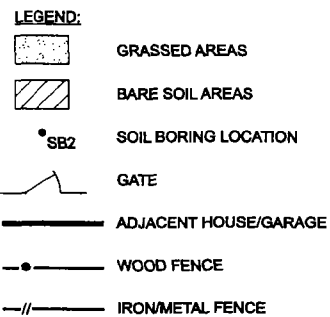 LEGEND:
GRASSED AREAS
BARE SOIL AREAS
SB2 SOIL BORING LOCATION
GATE
ADJACENT HOUSE/GARAGE
WOOD FENCE
IRON/METAL FENCE